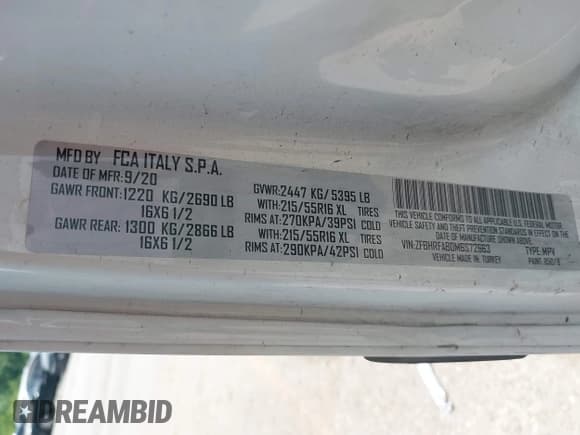 MFD BY FCA ITALY S.P.A.
DATE OF MFR: 9/20
GAWR FRONT: 1220 KG/2690 LB
16X6 1/2
GAWR REAR: 1300 KG/2866 LB
16X6 1/2
GVWR: 2447 KG/5395 LB
WITH: 215/55R16 XL TIRES
RIMS AT: 270KPA/39PSI COLD
WITH: 215/55R16 XL TIRES
RIMS AT: 290KPA/42PSI COLD
THIS VEHICLE CONFORMS TO ALL APPLICABLE U.S. FEDERAL MOTOR
VEHICLE SAFETY, BUMPER, AND THEFT PREVENTION STANDARDS IN EFFECT
ON THE DATE OF MANUFACTURE SHOWN ABOVE.
VIN: ZFBHRFAB0M6S72963 TYPE: MPV
VEHICLE MADE IN: TURKEY PAINT:
DREAMBID